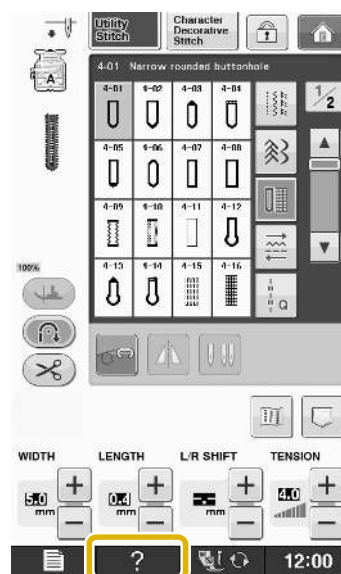 Utility Stitch
Character Decorative Stitch
4-01 Narrow rounded buttonhole
1/2
A
4-01 4-02 4-03 4-04
4-05 4-06 4-07 4-08
4-09 4-10 4-11 4-12
4-13 4-14 4-15 4-16
Q
100%
WIDTH LENGTH L/R SHIFT TENSION
5.0 mm + −
0.4 mm + −
-.-- mm + −
4.0 + −
? 12:00